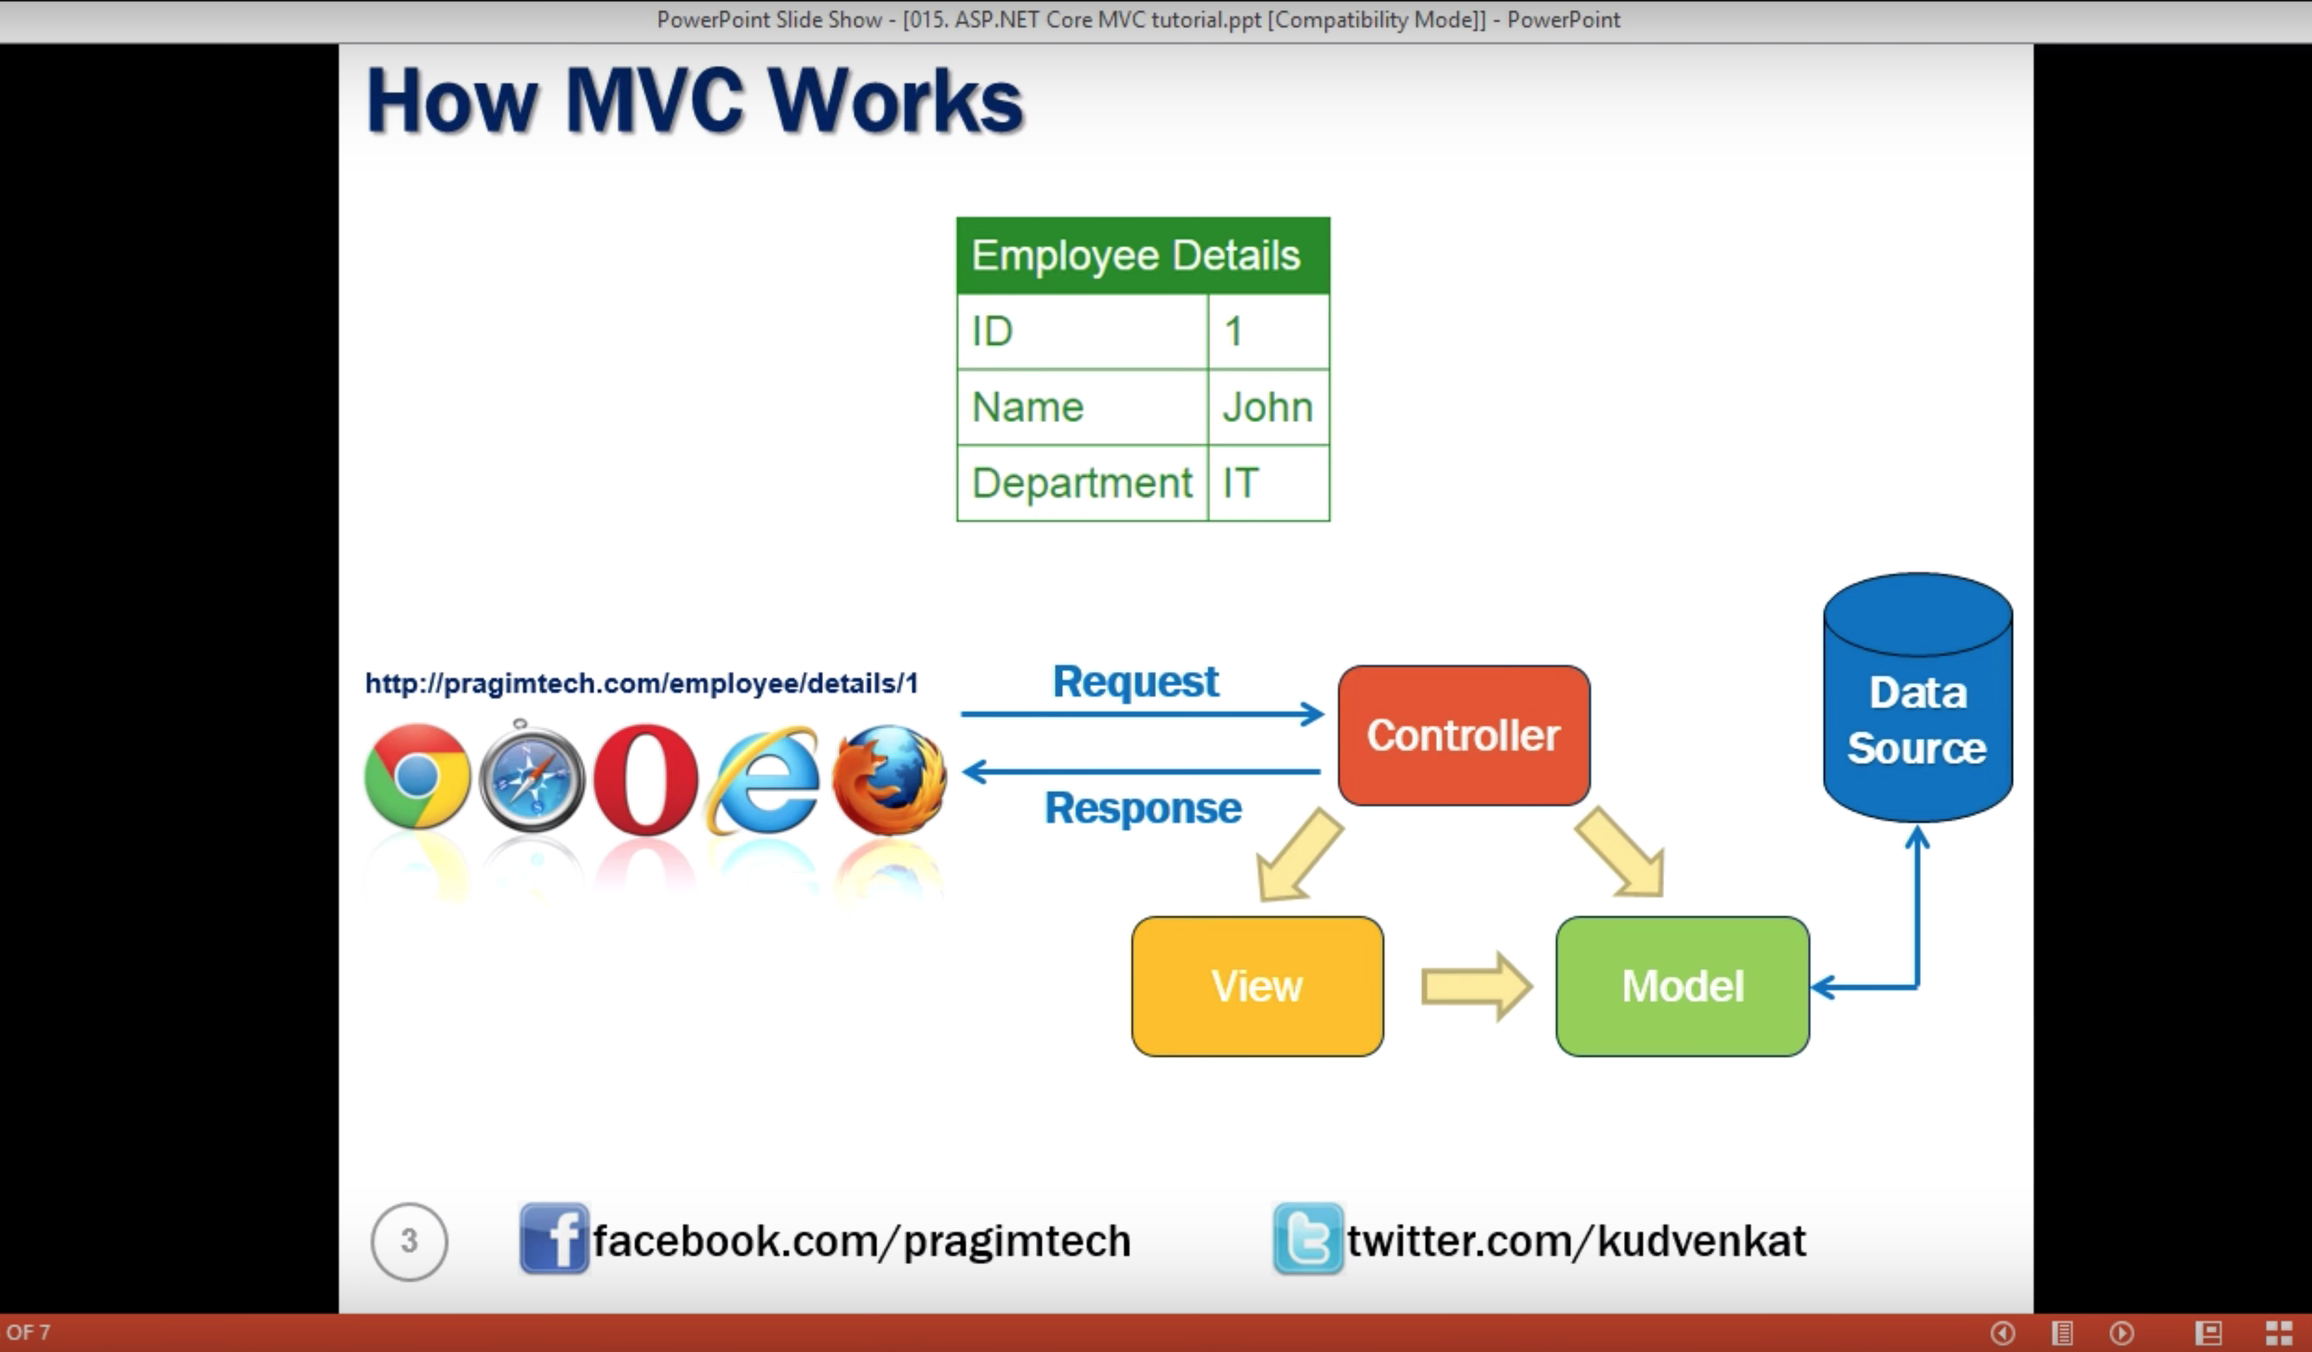 PowerPoint Slide Show - [015. ASP.NET Core MVC tutorial.ppt [Compatibility Mode]] - PowerPoint
How MVC Works
Employee Details
ID 1
Name John
Department IT
http://pragimtech.com/employee/details/1
Request
Response
Controller
Data
Source
View
Model
3
facebook.com/pragimtech
twitter.com/kudvenkat
OF 7